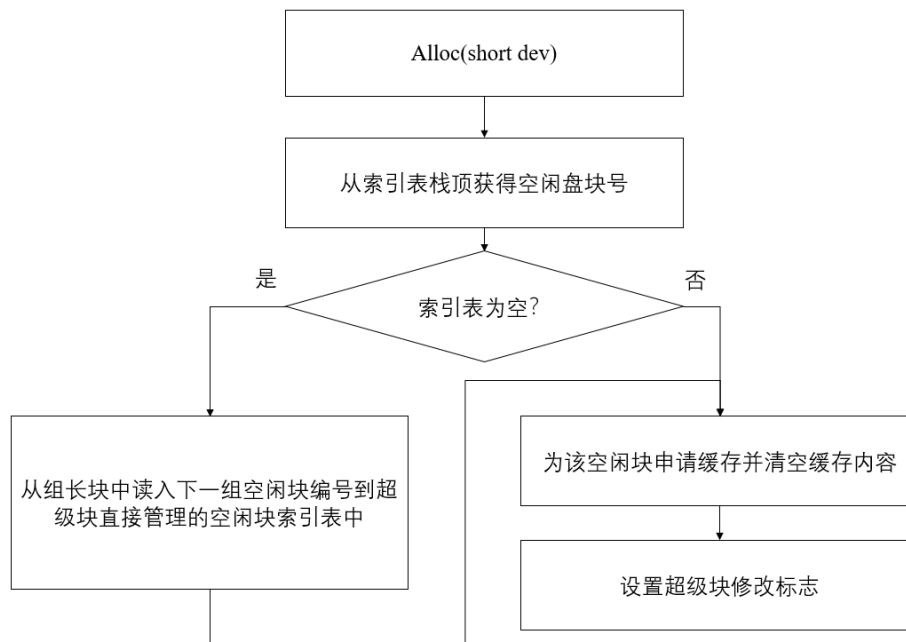 Alloc(short dev)
从索引表栈顶获得空闲盘块号
是
否
索引表为空?
从组长块中读入下一组空闲块编号到超
级块直接管理的空闲块索引表中
为该空闲块申请缓存并清空缓存内容
设置超级块修改标志